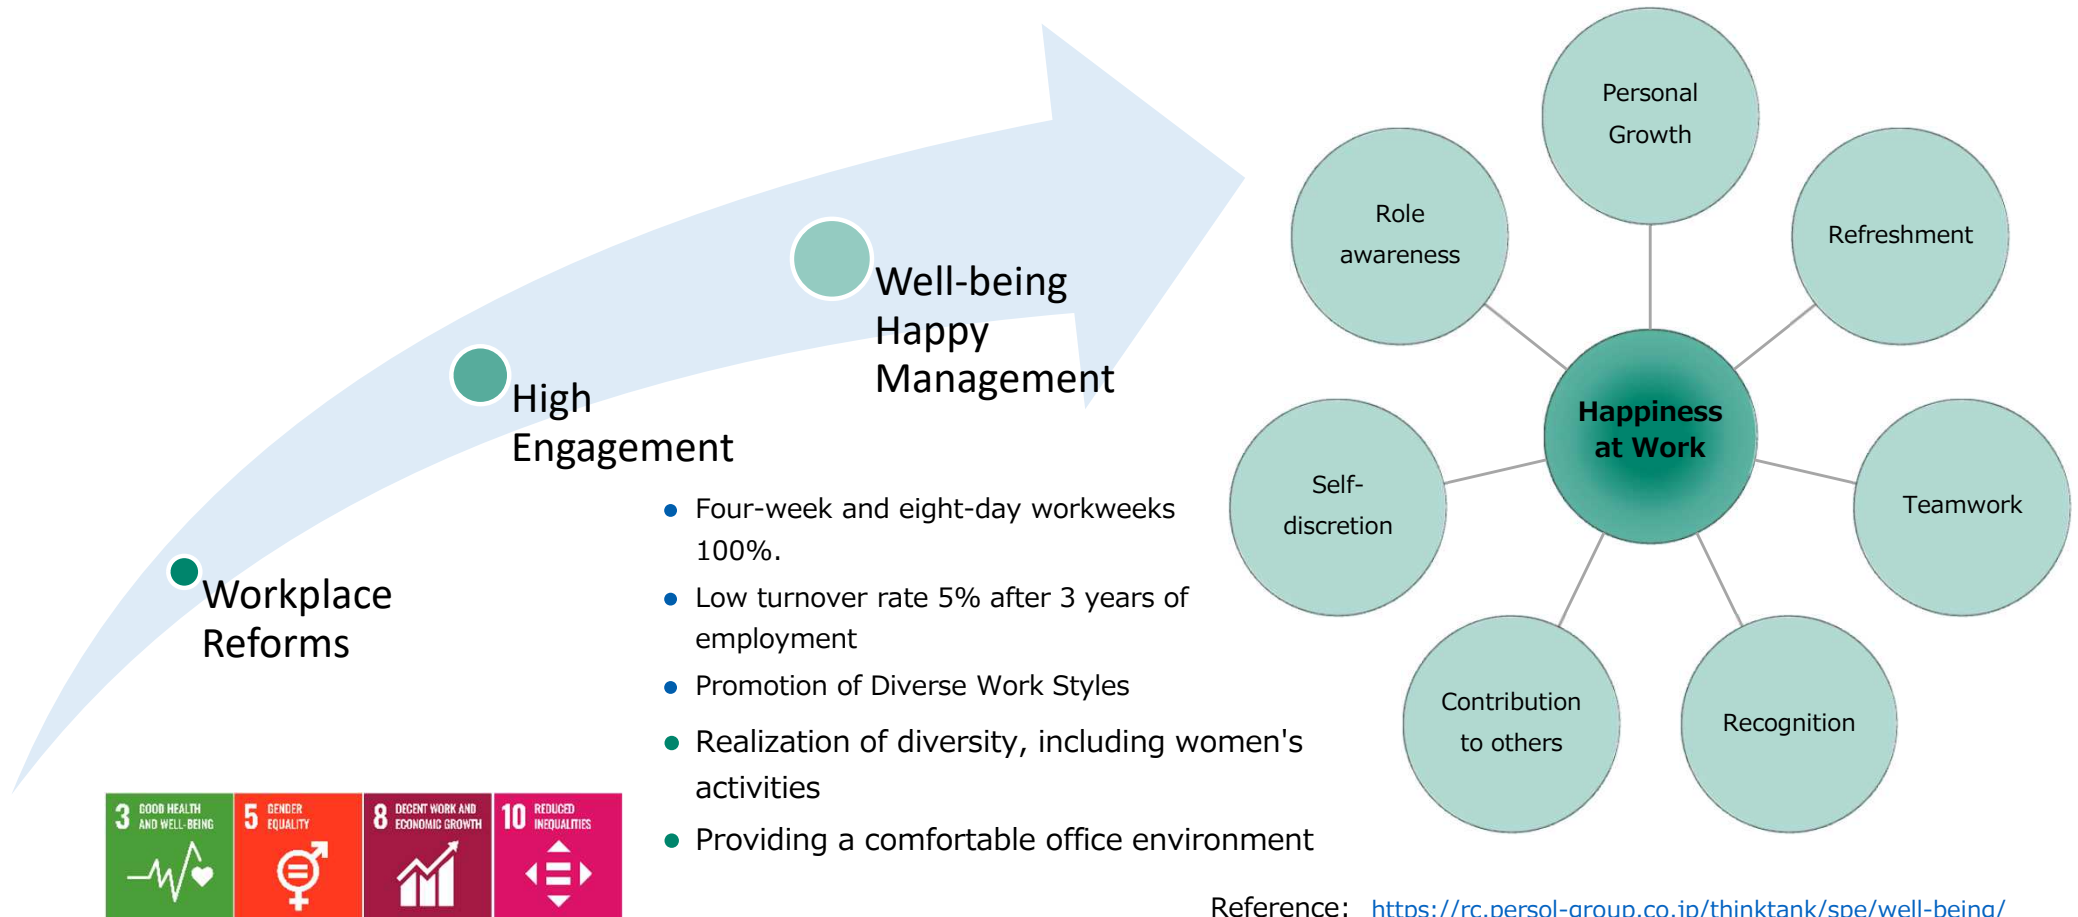 Workplace
Reforms
High
Engagement
Well-being
Happy
Management
● Four-week and eight-day workweeks
100%.
● Low turnover rate 5% after 3 years of
employment
● Promotion of Diverse Work Styles
● Realization of diversity, including women's
activities
● Providing a comfortable office environment
3 GOOD HEALTH
AND WELL-BEING
5 GENDER
EQUALITY
8 DECENT WORK AND
ECONOMIC GROWTH
10 REDUCED
INEQUALITIES
Happiness
at Work
Personal
Growth
Refreshment
Teamwork
Recognition
Contribution
to others
Self-
discretion
Role
awareness
Reference: https://rc.persol-group.co.jp/thinktank/spe/well-being/